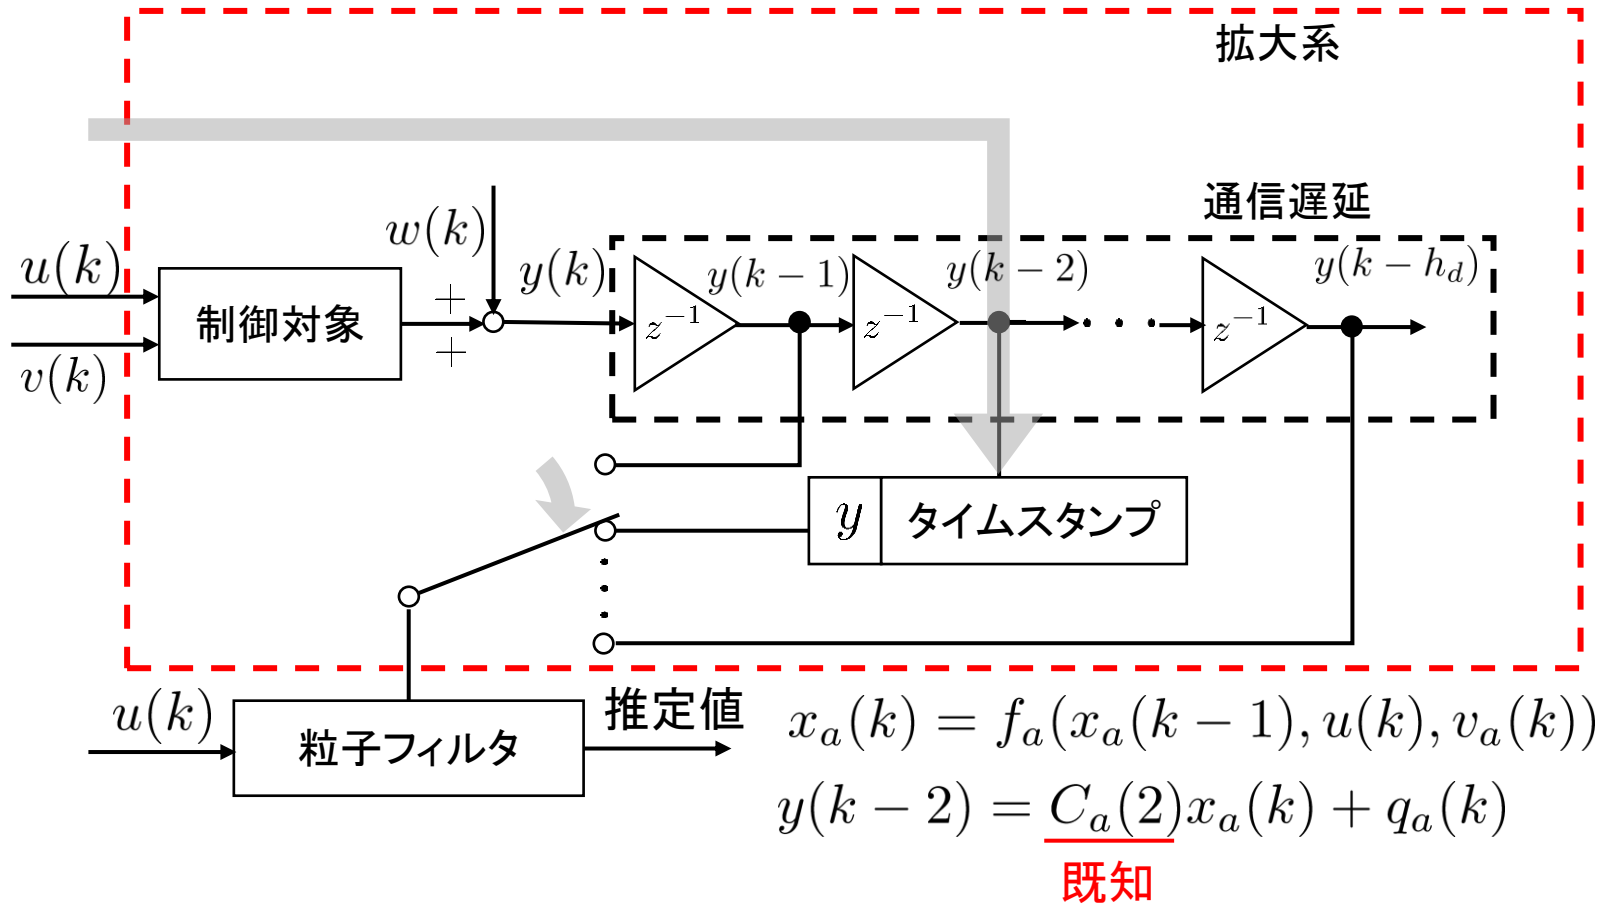 拡大系
通信遅延
w(k)
u(k)
y(k)
y(k − 1)
y(k − 2)
y(k − h_d)
+
制御対象
z^{-1}
z^{-1}
z^{-1}
+
v(k)
y
タイムスタンプ
u(k)
粒子フィルタ
推定値
x_a(k) = f_a(x_a(k − 1), u(k), v_a(k))
y(k − 2) = C_a(2)x_a(k) + q_a(k)
既知